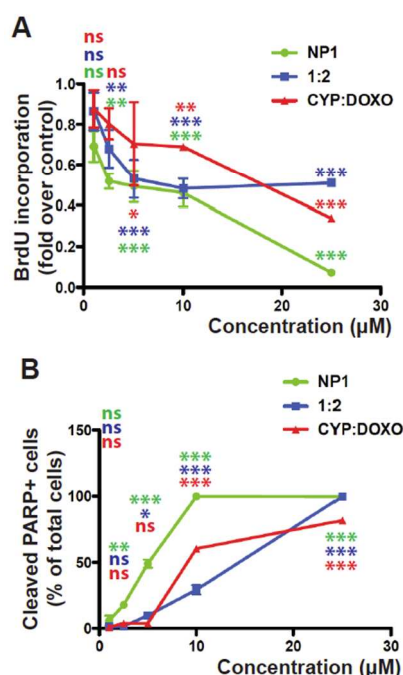 A
ns
ns
ns
ns
**
**
NP1
1:2
CYP:DOXO
**
***
***
***
***
***
*
***
***
1.0
0.8
0.6
0.4
0.2
0.0
BrdU incorporation
(fold over control)
0
10
20
30
Concentration (μM)
B
NP1
1:2
CYP:DOXO
ns
ns
ns
**
ns
ns
***
*
ns
***
***
***
***
***
***
150
100
50
0
Cleaved PARP+ cells
(% of total cells)
0
10
20
30
Concentration (μM)